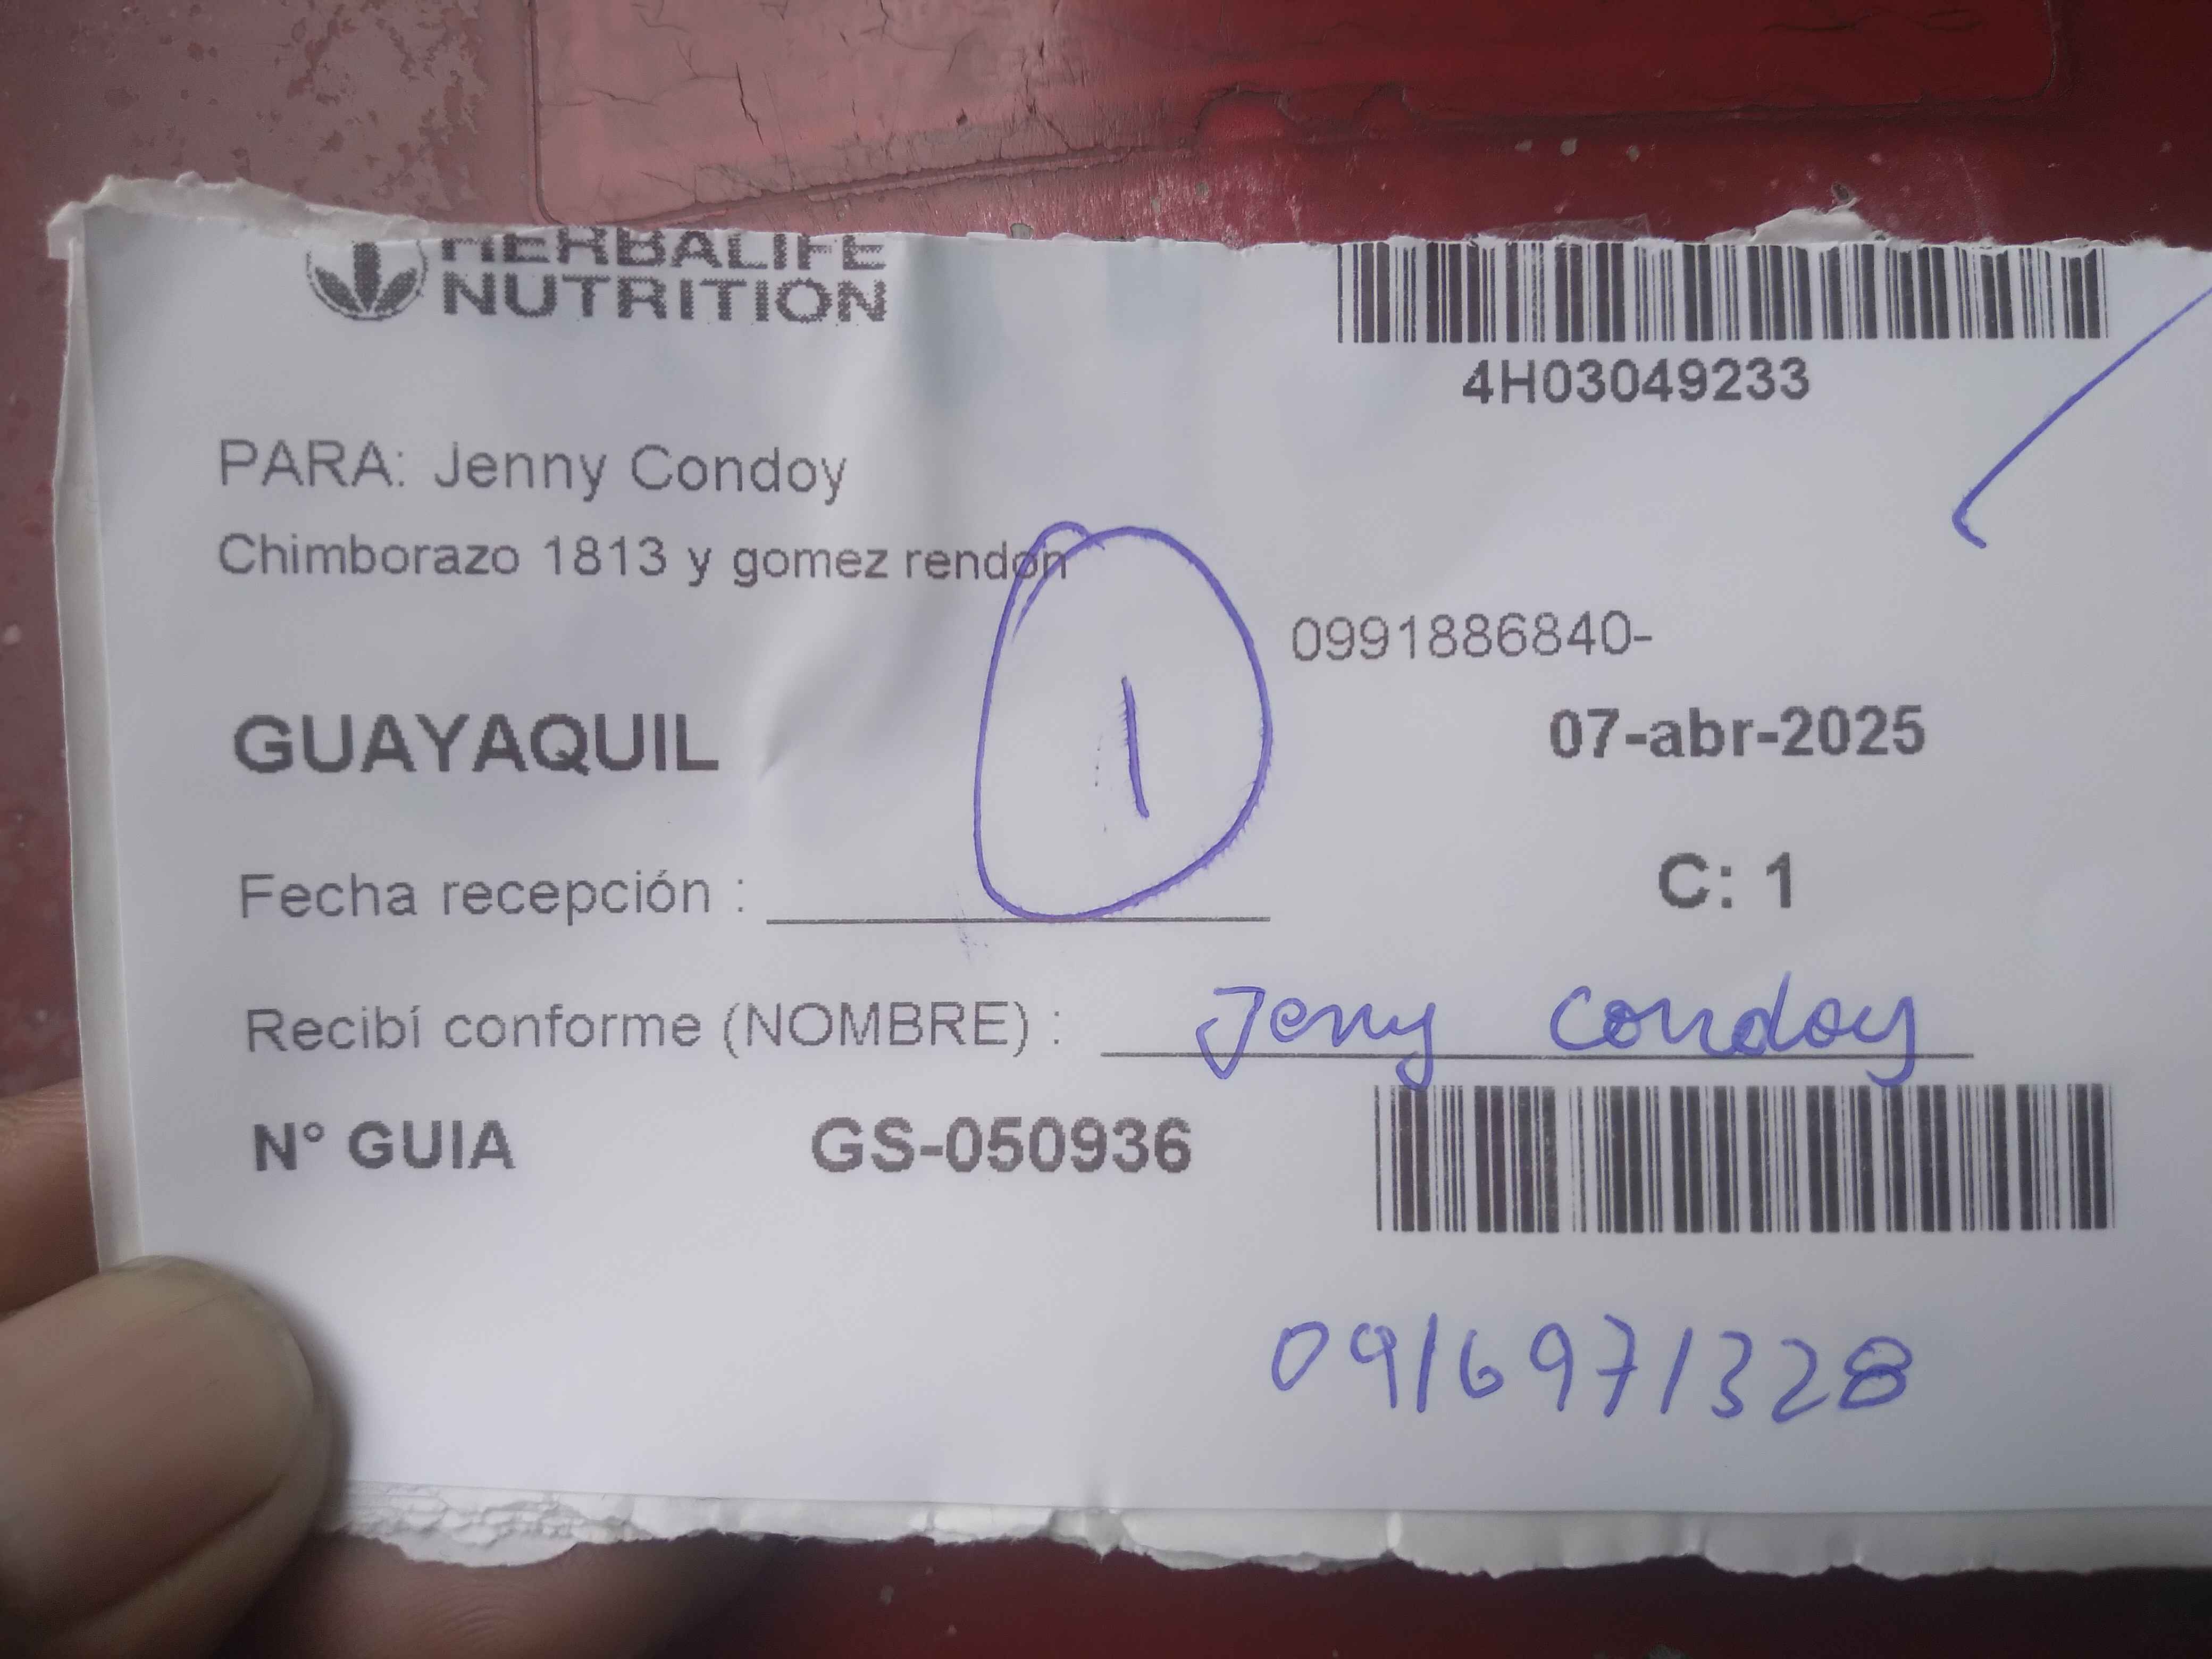 HERBALIFE
NUTRITION
4H03049233
PARA: Jenny Condoy
Chimborazo 1813 y gomez rendon
0991886840-
1
GUAYAQUIL
07-abr-2025
Fecha recepción :
C: 1
Recibí conforme (NOMBRE) : Jenny Condoy
N° GUIA GS-050936
0916971328